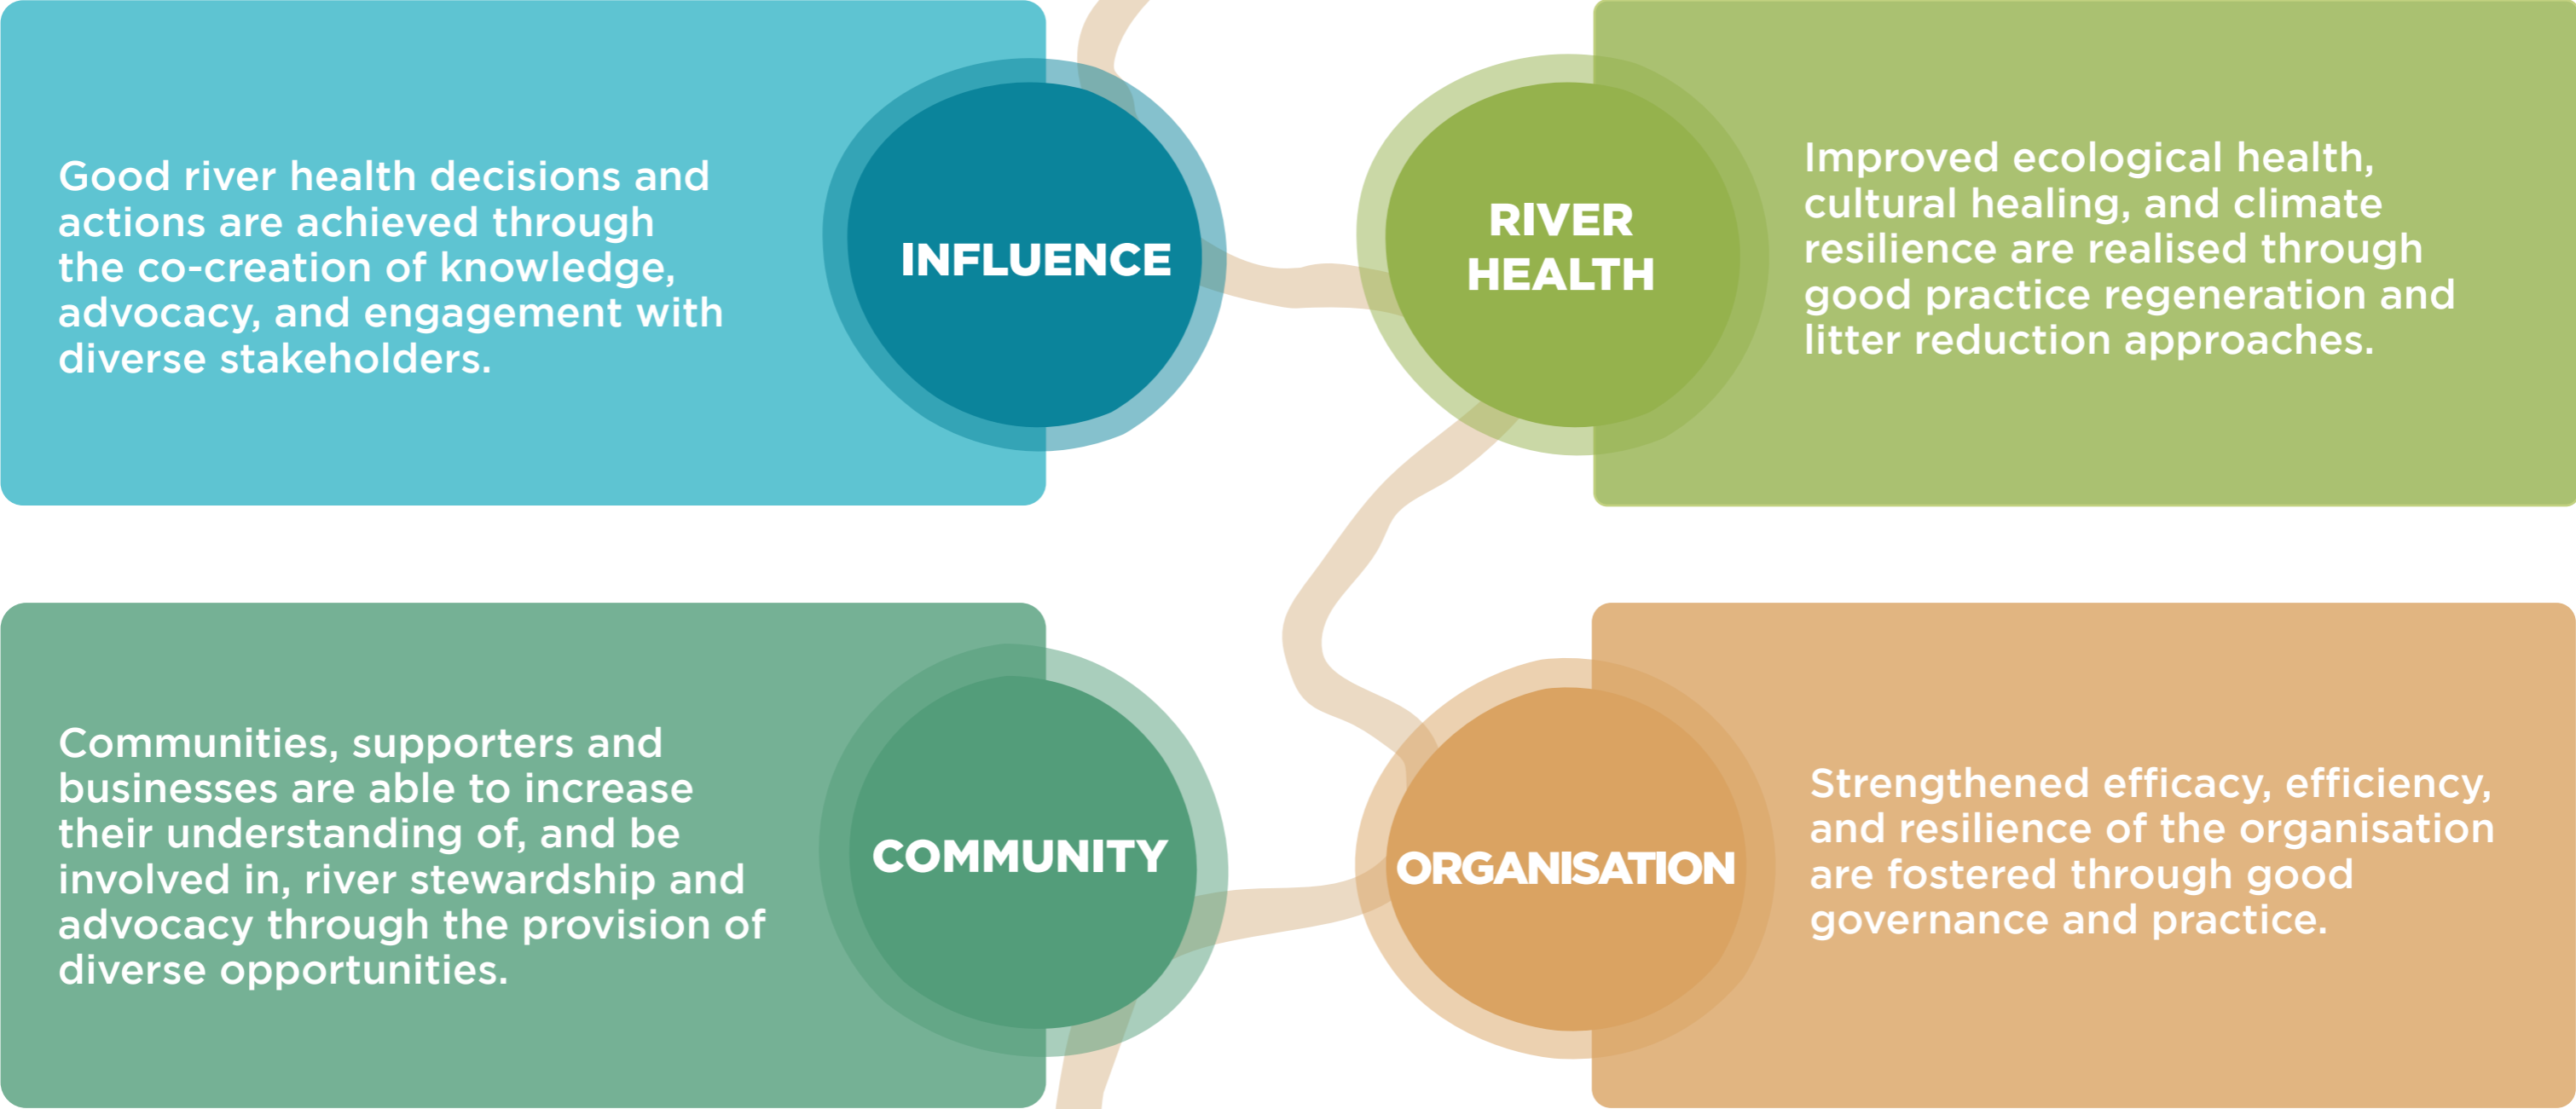 Good river health decisions and
actions are achieved through
the co-creation of knowledge,
advocacy, and engagement with
diverse stakeholders.
INFLUENCE
RIVER
HEALTH
Improved ecological health,
cultural healing, and climate
resilience are realised through
good practice regeneration and
litter reduction approaches.
Communities, supporters and
businesses are able to increase
their understanding of, and be
involved in, river stewardship and
advocacy through the provision of
diverse opportunities.
COMMUNITY
ORGANISATION
Strengthened efficacy, efficiency,
and resilience of the organisation
are fostered through good
governance and practice.